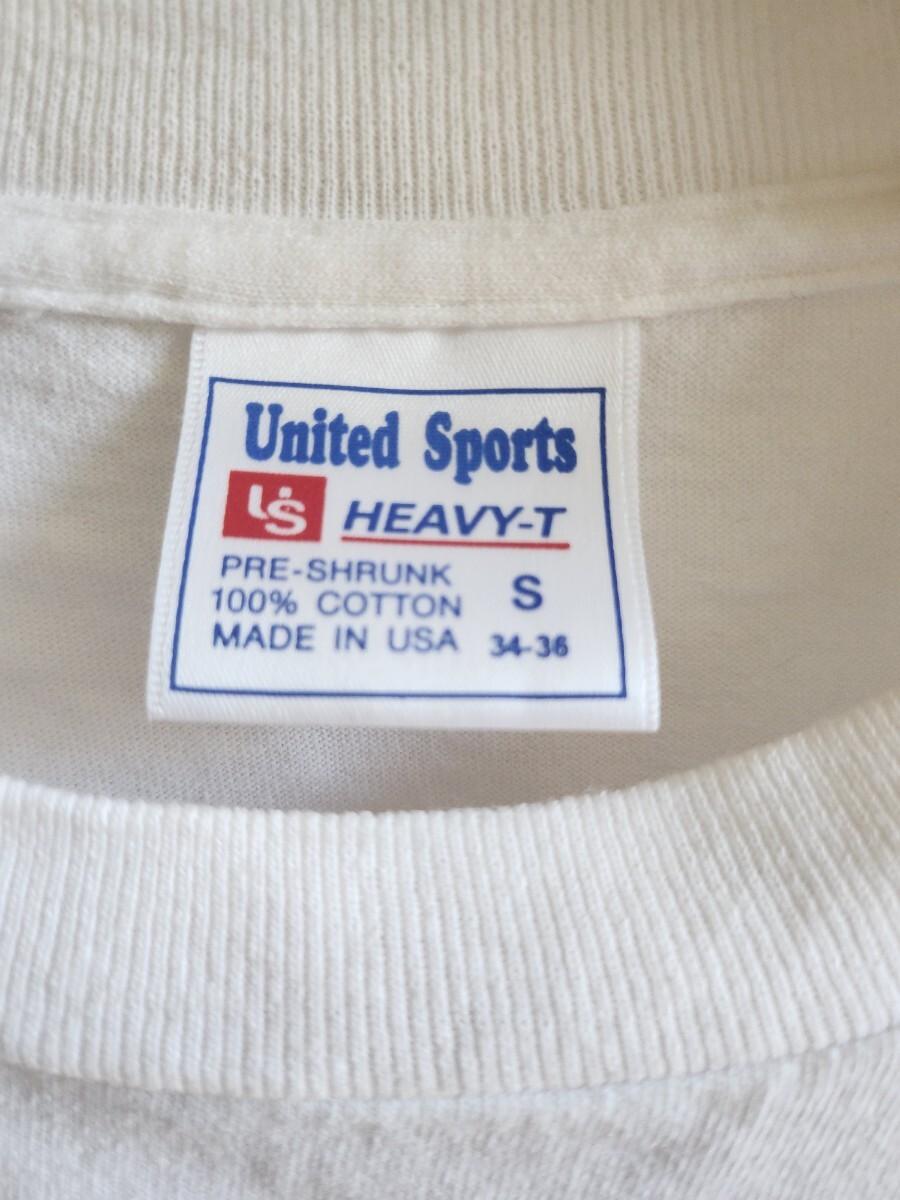 United Sports
US HEAVY-T
PRE-SHRUNK
100% COTTON S
MADE IN USA 34-36